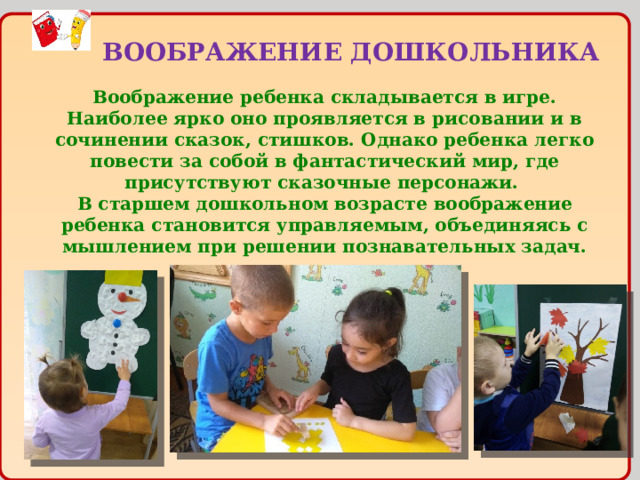 ВООБРАЖЕНИЕ ДОШКОЛЬНИКА
Воображение ребенка складывается в игре.
Наиболее ярко оно проявляется в рисовании и в
сочинении сказок, стишков. Однако ребенка легко
повести за собой в фантастический мир, где
присутствуют сказочные персонажи.
В старшем дошкольном возрасте воображение
ребенка становится управляемым, объединяясь с
мышлением при решении познавательных задач.